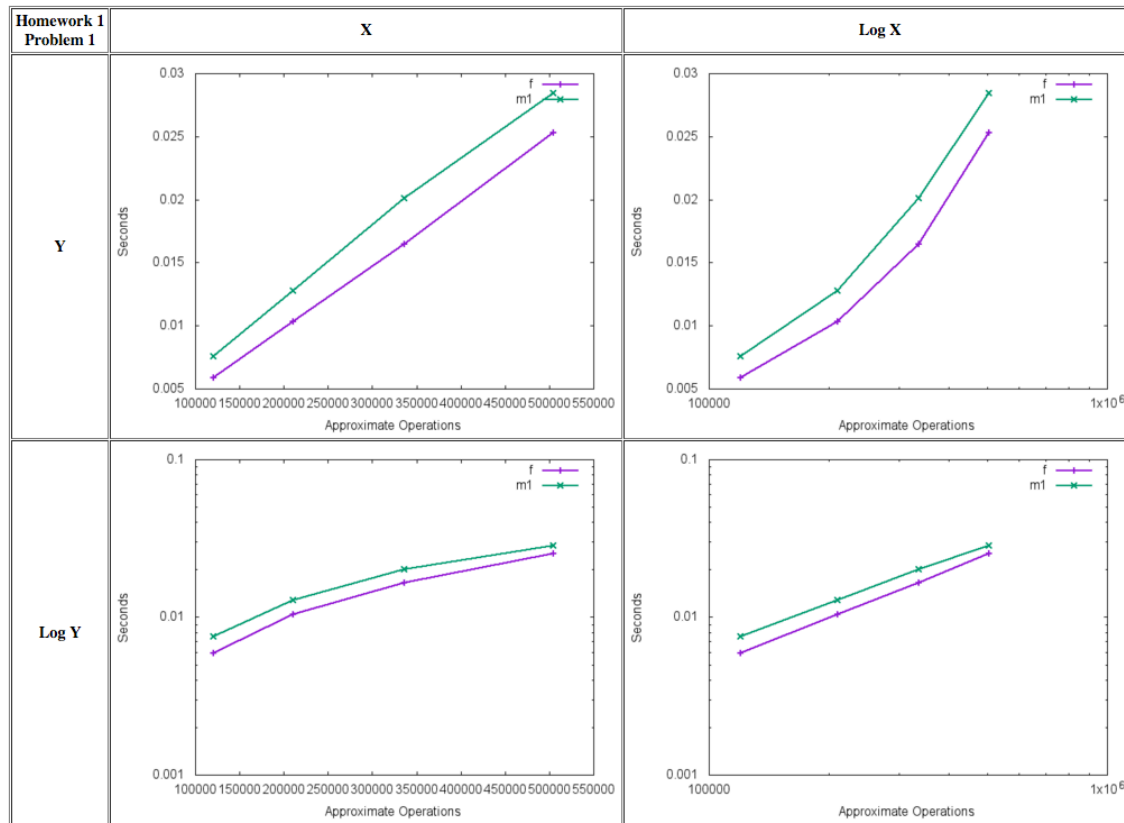 Homework 1
Problem 1
X
Log X
Y
0.03
0.025
0.02
0.015
0.01
0.005
Seconds
f
m1
100000 150000 200000 250000 300000 350000 400000 450000 500000 550000
Approximate Operations
0.03
0.025
0.02
0.015
0.01
0.005
Seconds
f
m1
100000 1x10⁶
Approximate Operations
Log Y
0.1
0.01
0.001
Seconds
f
m1
100000 150000 200000 250000 300000 350000 400000 450000 500000 550000
Approximate Operations
0.1
0.01
0.001
Seconds
f
m1
100000 1x10⁶
Approximate Operations